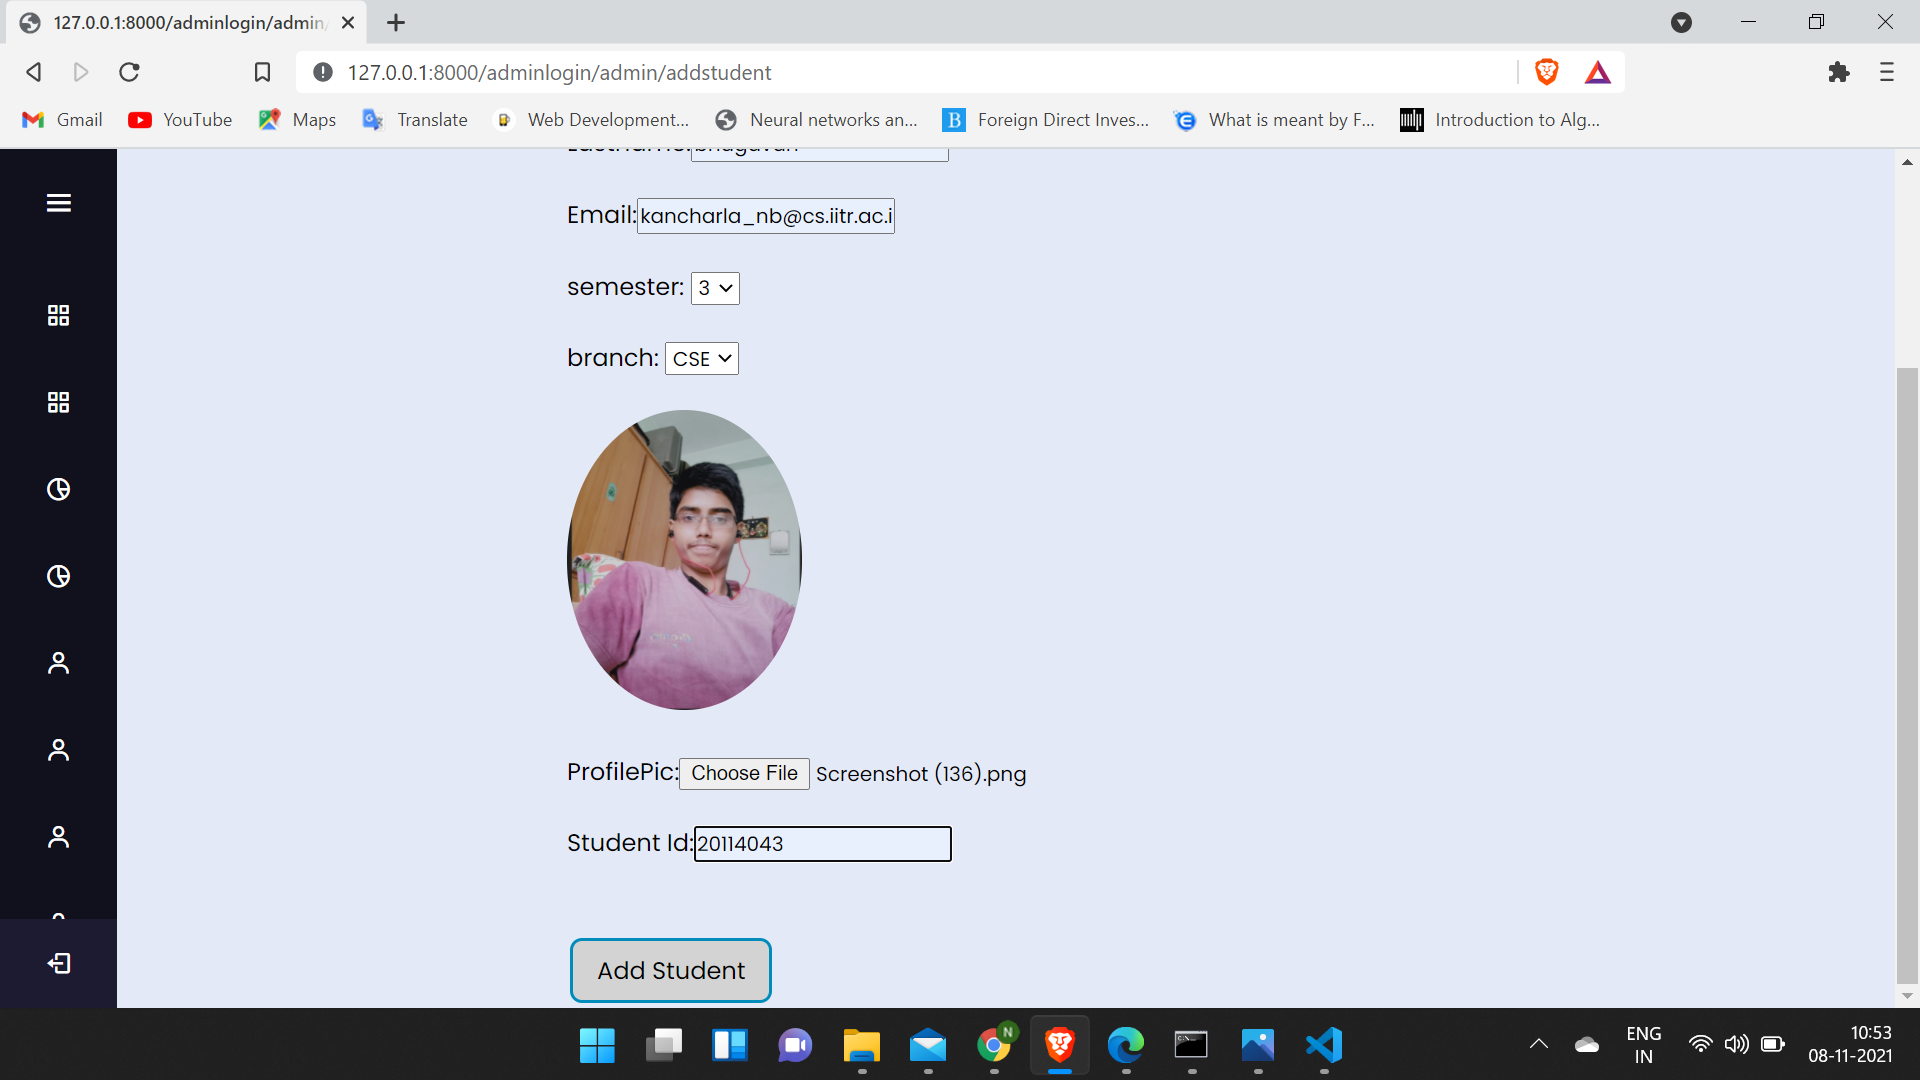 127.0.0.1:8000/adminlogin/admin/
127.0.0.1:8000/adminlogin/admin/addstudent
Gmail YouTube Maps Translate Web Development... Neural networks an... Foreign Direct Inves... What is meant by F... Introduction to Alg...
Lastname:bhagavan
Email:kancharla_nb@cs.iitr.ac.i
semester: 3
branch: CSE
ProfilePic:Choose File Screenshot (136).png
Student Id:20114043
Add Student
N
ENG
IN
10:53
08-11-2021